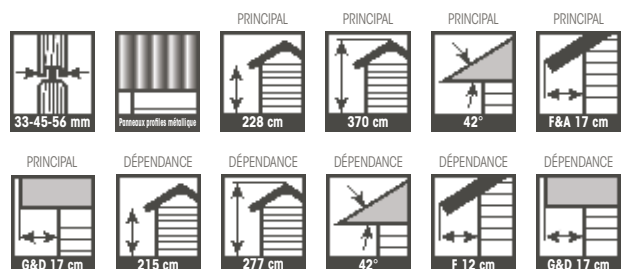 PRINCIPAL PRINCIPAL PRINCIPAL PRINCIPAL
33-45-56 mm Panneaux profiles métallique 228 cm 370 cm 42° F&A 17 cm
PRINCIPAL DÉPENDANCE DÉPENDANCE DÉPENDANCE DÉPENDANCE DÉPENDANCE
G&D 17 cm 215 cm 277 cm 42° F 12 cm G&D 17 cm